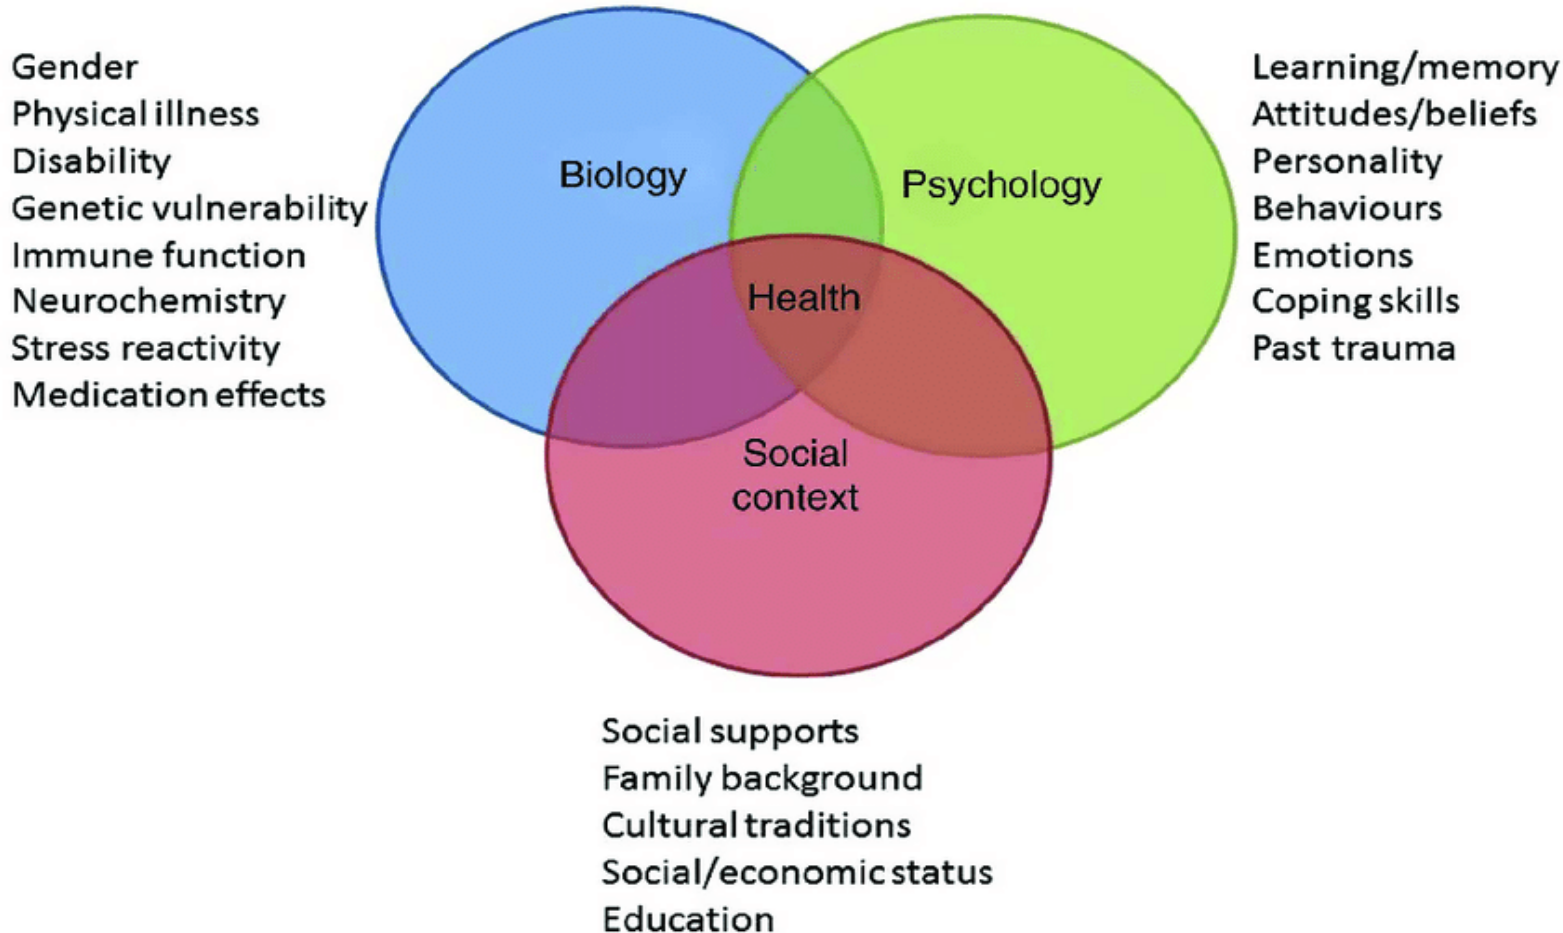 Gender
Physical illness
Disability
Genetic vulnerability
Immune function
Neurochemistry
Stress reactivity
Medication effects
Biology
Psychology
Health
Social
context
Learning/memory
Attitudes/beliefs
Personality
Behaviours
Emotions
Coping skills
Past trauma
Social supports
Family background
Cultural traditions
Social/economic status
Education